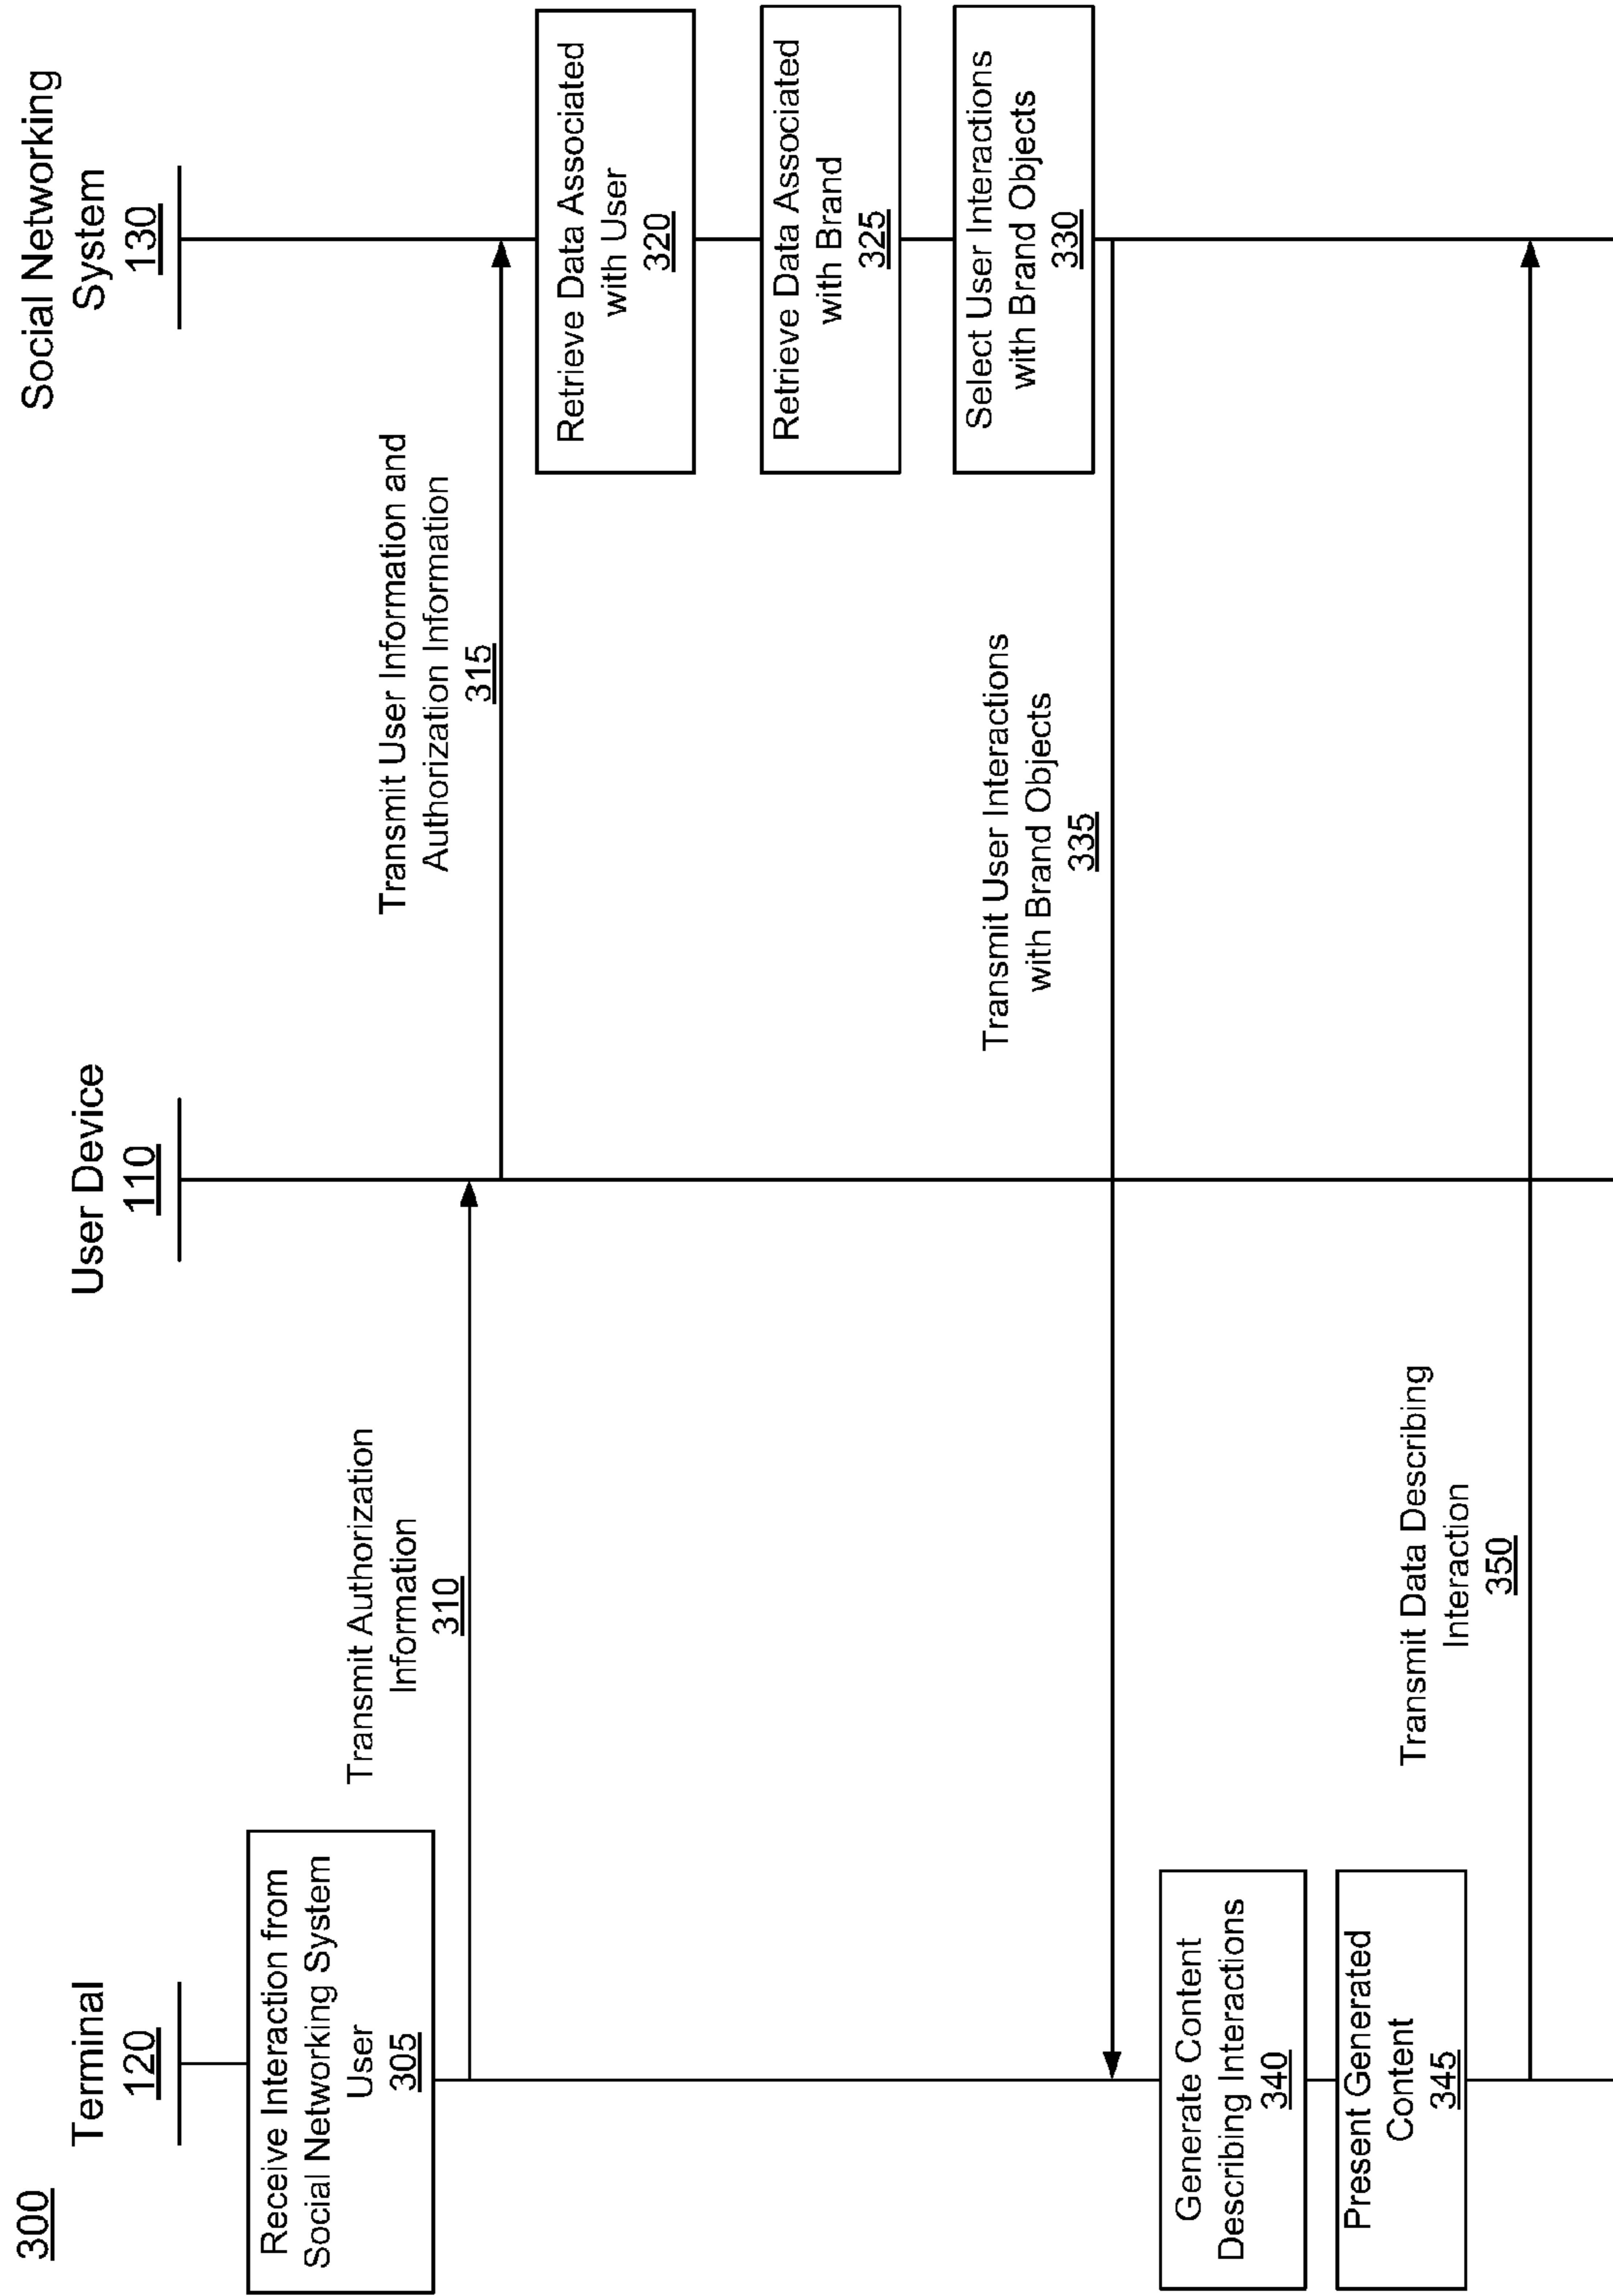 300
Terminal
120
User Device
110
Social Networking
System
130
Receive Interaction from
Social Networking System
User
305
Transmit Authorization
Information
310
Transmit User Information and
Authorization Information
315
Retrieve Data Associated
with User
320
Retrieve Data Associated
with Brand
325
Select User Interactions
with Brand Objects
330
Transmit User Interactions
with Brand Objects
335
Generate Content
Describing Interactions
340
Present Generated
Content
345
Transmit Data Describing
Interaction
350